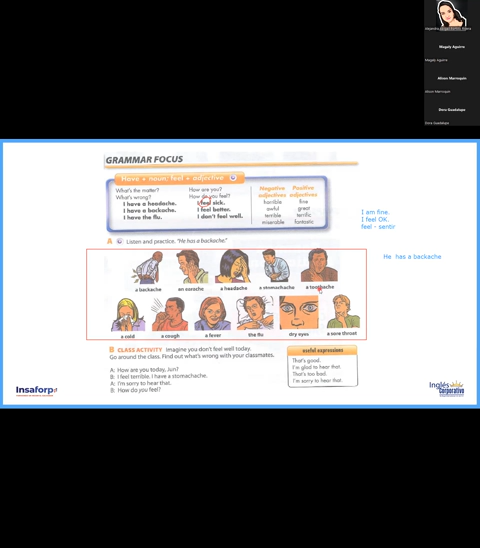 Magaly Aguirre
Magaly Aguirre
Alison Marroquin
Alison Marroquin
Dora Guadalupe
Dora Guadalupe
GRAMMAR FOCUS
Have + noun; feel + adjective
What's the matter?
What's wrong?
I have a headache.
I have a backache.
I have the flu.
How are you?
How do you feel?
I feel sick.
I feel better.
I don't feel well.
Negative adjectives
horrible
awful
terrible
miserable
Positive adjectives
fine
great
terrific
fantastic
I am fine.
I feel OK.
feel - sentir
A Listen and practice. "He has a backache."
He has a backache
a backache
an earache
a headache
a stomachache
a toothache
a cold
a cough
a fever
the flu
dry eyes
a sore throat
B CLASS ACTIVITY Imagine you don't feel well today.
Go around the class. Find out what's wrong with your classmates.
A: How are you today, Jun?
B: I feel terrible. I have a stomachache.
A: I'm sorry to hear that.
B: How do you feel?
useful expressions
That's good.
I'm glad to hear that.
That's too bad.
I'm sorry to hear that.
Insaforp
Inglés
Corporativo